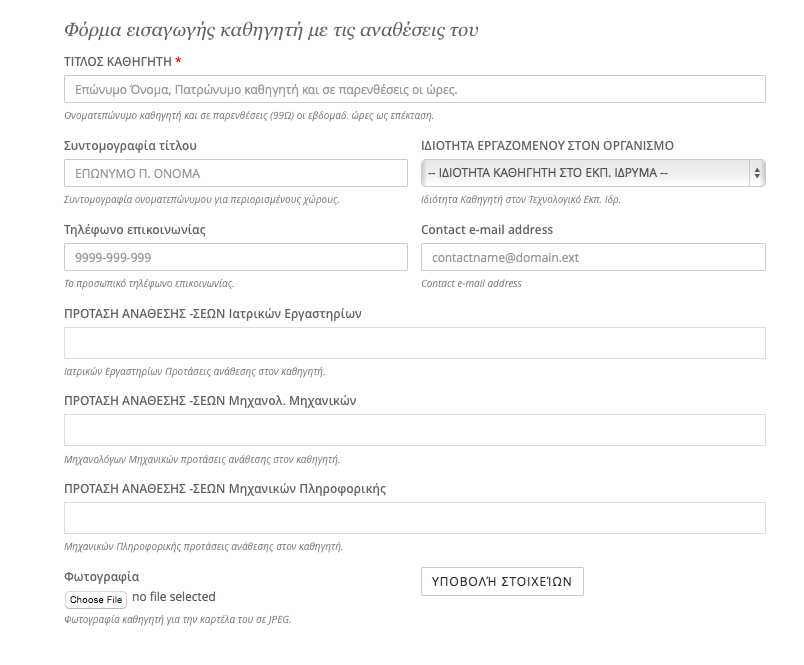 Φόρμα εισαγωγής καθηγητή με τις αναθέσεις του
ΤΙΤΛΟΣ ΚΑΘΗΓΗΤΗ *
Επώνυμο Όνομα, Πατρώνυμο καθηγητή και σε παρενθέσεις οι ώρες.
Ονοματεπώνυμο καθηγητή και σε παρενθέσεις (99Ω) οι εβδομαδ. ώρες ως επέκταση.
Συντομογραφία τίτλου
ΙΔΙΟΤΗΤΑ ΕΡΓΑΖΟΜΕΝΟΥ ΣΤΟΝ ΟΡΓΑΝΙΣΜΟ
ΕΠΩΝΥΜΟ Π. ΟΝΟΜΑ
-- ΙΔΙΟΤΗΤΑ ΚΑΘΗΓΗΤΗ ΣΤΟ ΕΚΠ. ΙΔΡΥΜΑ --
Συντομογραφία ονοματεπώνυμου για περιορισμένους χώρους.
Ιδιότητα Καθηγητή στον Τεχνολογικό Εκπ. Ιδρ.
Τηλέφωνο επικοινωνίας
Contact e-mail address
9999-999-999
contactname@domain.ext
Το προσωπικό τηλέφωνο επικοινωνίας.
Contact e-mail address
ΠΡΟΤΑΣΗ ΑΝΑΘΕΣΗΣ -ΣΕΩΝ Ιατρικών Εργαστηρίων
Ιατρικών Εργαστηρίων Προτάσεις ανάθεσης στον καθηγητή.
ΠΡΟΤΑΣΗ ΑΝΑΘΕΣΗΣ -ΣΕΩΝ Μηχανολ. Μηχανικών
Μηχανολόγων Μηχανικών προτάσεις ανάθεσης στον καθηγητή.
ΠΡΟΤΑΣΗ ΑΝΑΘΕΣΗΣ -ΣΕΩΝ Μηχανικών Πληροφορικής
Μηχανικών Πληροφορικής προτάσεις ανάθεσης στον καθηγητή.
Φωτογραφία
ΥΠΟΒΟΛΉ ΣΤΟΙΧΕΊΩΝ
Choose File no file selected
Φωτογραφία καθηγητή για την καρτέλα του σε JPEG.